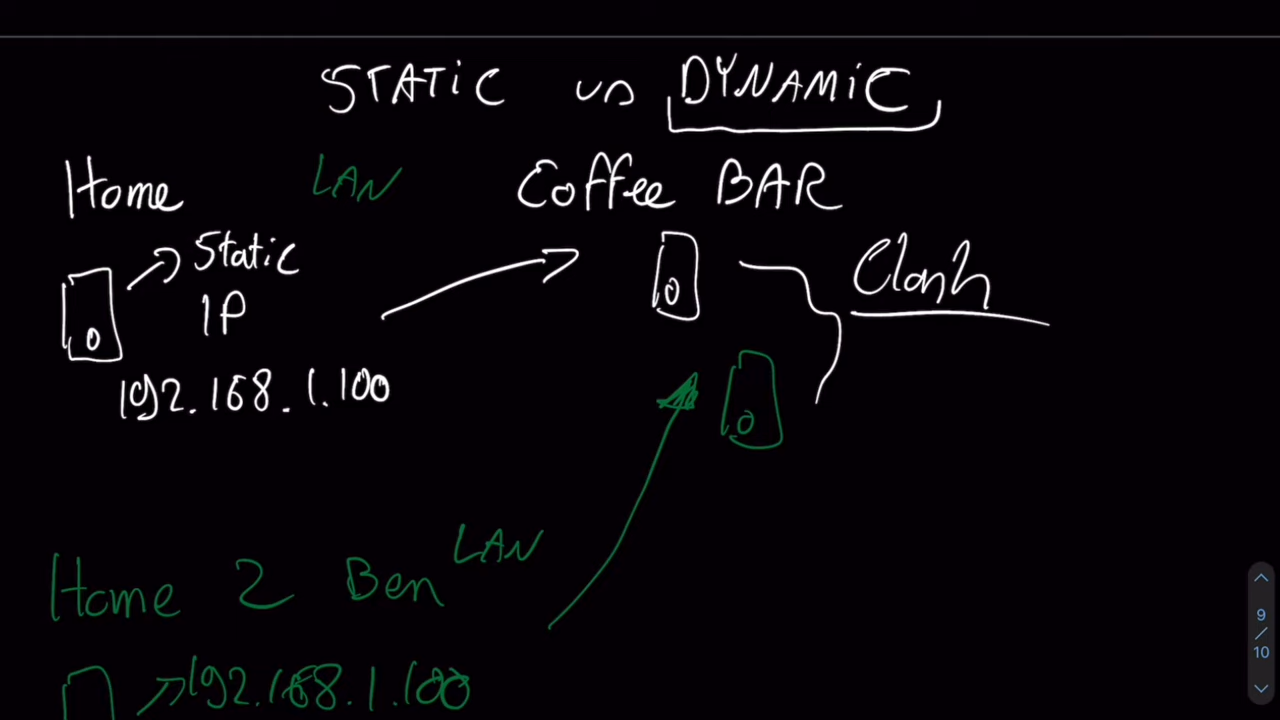 STATIC vs DYNAMIC
Home LAN Coffee BAR
Static
IP
Clash
192.168.1.100
LAN
Home 2 Ben
192.168.1.100
9
/
10